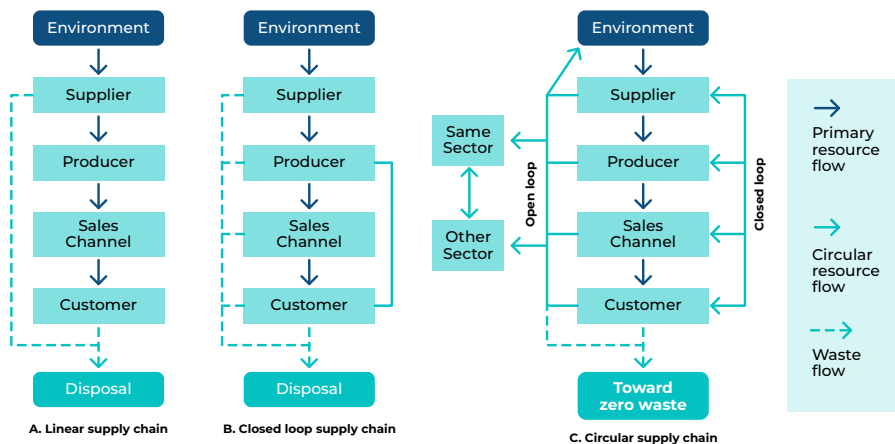 Environment
Supplier
Producer
Sales
Channel
Customer
Disposal
A. Linear supply chain
Environment
Supplier
Producer
Sales
Channel
Customer
Disposal
B. Closed loop supply chain
Environment
Supplier
Producer
Sales
Channel
Customer
Toward
zero waste
Same
Sector
Other
Sector
Open loop
Closed loop
C. Circular supply chain
Primary
resource
flow
Circular
resource
flow
Waste
flow